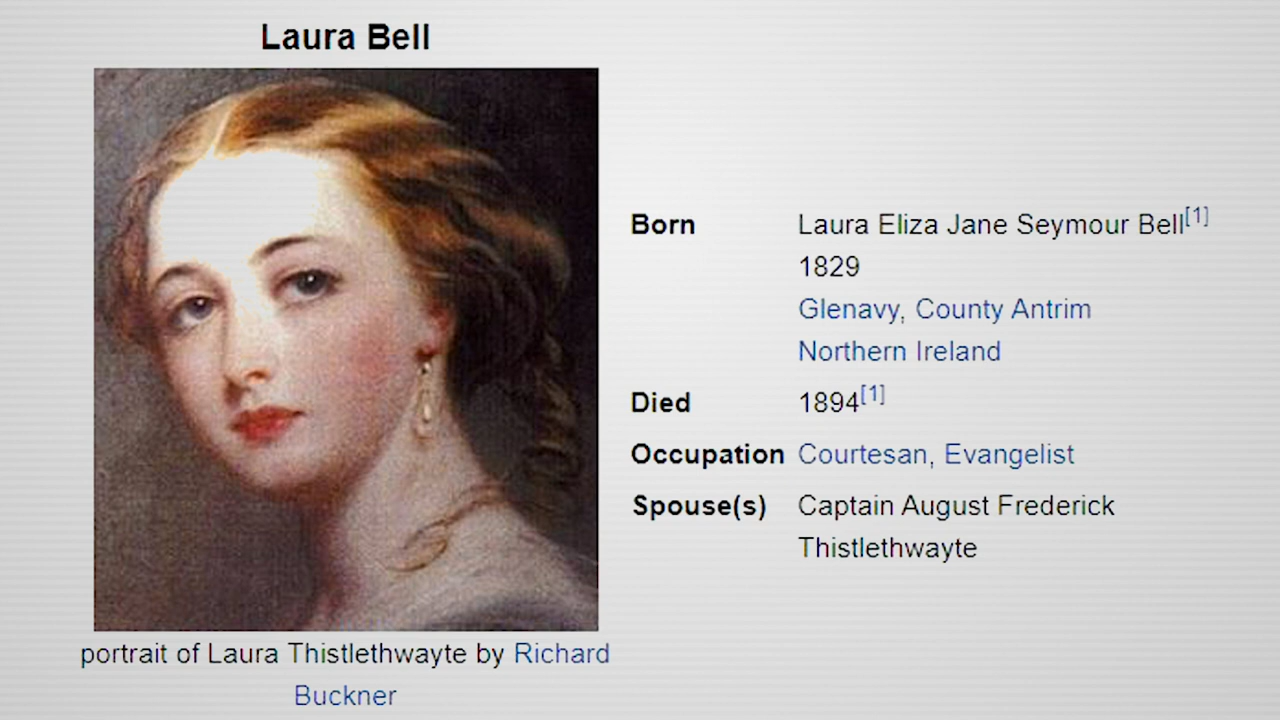 Laura Bell
portrait of Laura Thistlethwayte by Richard
Buckner
Born Laura Eliza Jane Seymour Bell[1]
1829
Glenavy, County Antrim
Northern Ireland
Died 1894[1]
Occupation Courtesan, Evangelist
Spouse(s) Captain August Frederick
Thistlethwayte